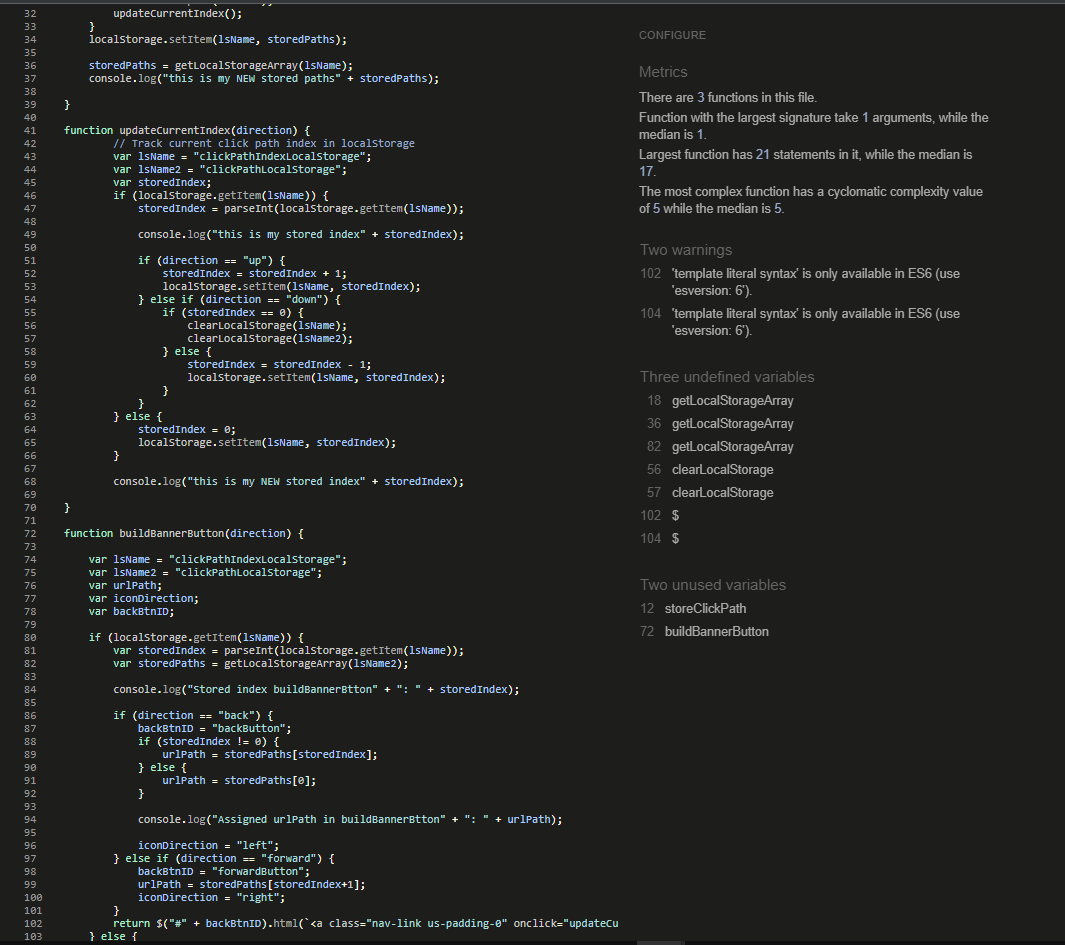 32 updateCurrentIndex();
33 }
34 localStorage.setItem(lsName, storedPaths);
35
36 storedPaths = getLocalStorageArray(lsName);
37 console.log("this is my NEW stored paths" + storedPaths);
38
39 }
40
41 function updateCurrentIndex(direction) {
42 // Track current click path index in localStorage
43 var lsName = "clickPathIndexLocalStorage";
44 var lsName2 = "clickPathLocalStorage";
45 var storedIndex;
46 if (localStorage.getItem(lsName)) {
47 storedIndex = parseInt(localStorage.getItem(lsName));
48
49 console.log("this is my stored index" + storedIndex);
50
51 if (direction == "up") {
52 storedIndex = storedIndex + 1;
53 localStorage.setItem(lsName, storedIndex);
54 } else if (direction == "down") {
55 if (storedIndex == 0) {
56 clearLocalStorage(lsName);
57 clearLocalStorage(lsName2);
58 } else {
59 storedIndex = storedIndex - 1;
60 localStorage.setItem(lsName, storedIndex);
61 }
62 }
63 } else {
64 storedIndex = 0;
65 localStorage.setItem(lsName, storedIndex);
66 }
67
68 console.log("this is my NEW stored index" + storedIndex);
69
70 }
71
72 function buildBannerButton(direction) {
73
74 var lsName = "clickPathIndexLocalStorage";
75 var lsName2 = "clickPathLocalStorage";
76 var urlPath;
77 var iconDirection;
78 var backBtnID;
79
80 if (localStorage.getItem(lsName)) {
81 var storedIndex = parseInt(localStorage.getItem(lsName));
82 var storedPaths = getLocalStorageArray(lsName2);
83
84 console.log("Stored index buildBannerBtton" + ": " + storedIndex);
85
86 if (direction == "back") {
87 backBtnID = "backButton";
88 if (storedIndex != 0) {
89 urlPath = storedPaths[storedIndex];
90 } else {
91 urlPath = storedPaths[0];
92 }
93
94 console.log("Assigned urlPath in buildBannerBtton" + ": " + urlPath);
95
96 iconDirection = "left";
97 } else if (direction == "forward") {
98 backBtnID = "forwardButton";
99 urlPath = storedPaths[storedIndex+1];
100 iconDirection = "right";
101 }
102 return $("#" + backBtnID).html(`<a class="nav-link us-padding-0" onclick="updateCu
103 } else {
CONFIGURE
Metrics
There are 3 functions in this file.
Function with the largest signature take 1 arguments, while the
median is 1.
Largest function has 21 statements in it, while the median is
17.
The most complex function has a cyclomatic complexity value
of 5 while the median is 5.
Two warnings
102 'template literal syntax' is only available in ES6 (use
'esversion: 6').
104 'template literal syntax' is only available in ES6 (use
'esversion: 6').
Three undefined variables
18 getLocalStorageArray
36 getLocalStorageArray
82 getLocalStorageArray
56 clearLocalStorage
57 clearLocalStorage
102 $
104 $
Two unused variables
12 storeClickPath
72 buildBannerButton